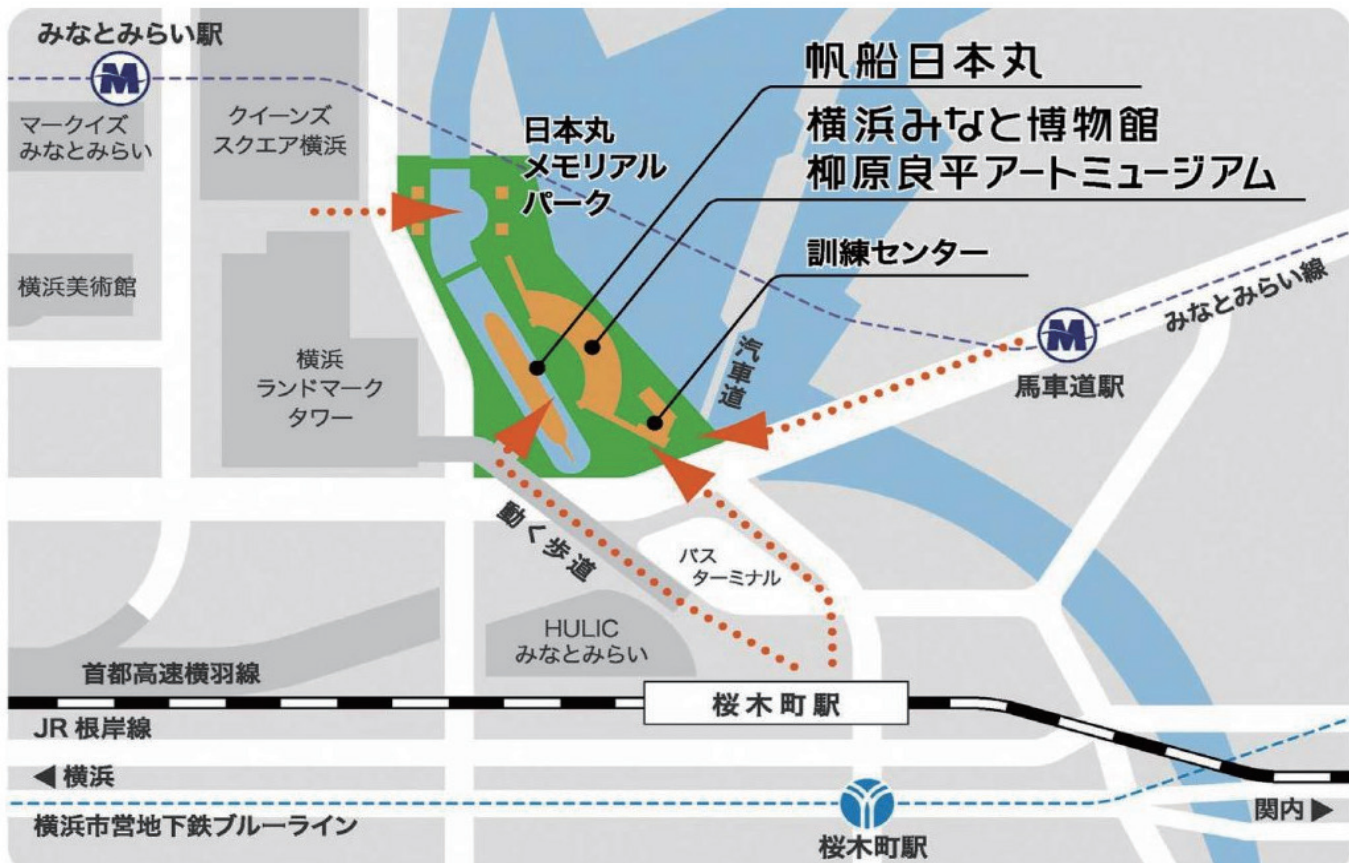 みなとみらい駅
M
マークイズ
みなとみらい
クイーンズ
スクエア横浜
日本丸
メモリアル
パーク
帆船日本丸
横浜みなと博物館
柳原良平アートミュージアム
訓練センター
横浜美術館
横浜
ランドマーク
タワー
汽車道
みなとみらい線
M
馬車道駅
動く歩道
バス
ターミナル
HULIC
みなとみらい
首都高速横羽線
桜木町駅
JR 根岸線
◀ 横浜
横浜市営地下鉄ブルーライン
桜木町駅
関内 ▶